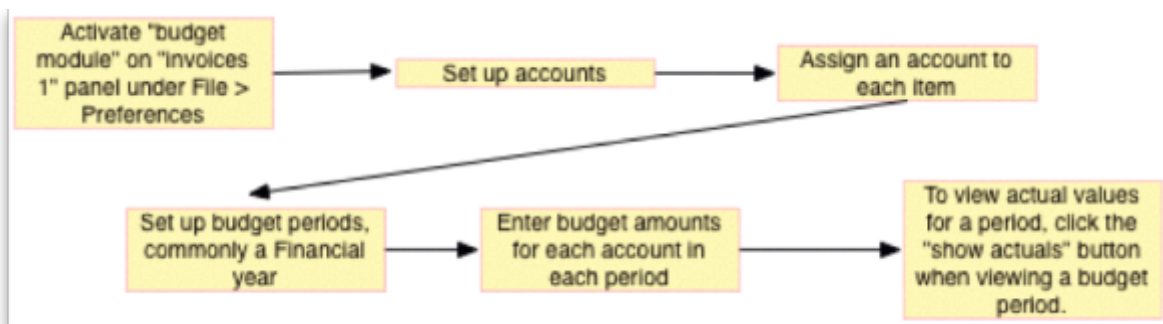 Activate "budget
module" on "invoices
1" panel under File >
Preferences
Set up accounts
Assign an account to
each item
Set up budget periods,
commonly a Financial
year
Enter budget amounts
for each account in
each period
To view actual values
for a period, click the
"show actuals" button
when viewing a budget
period.